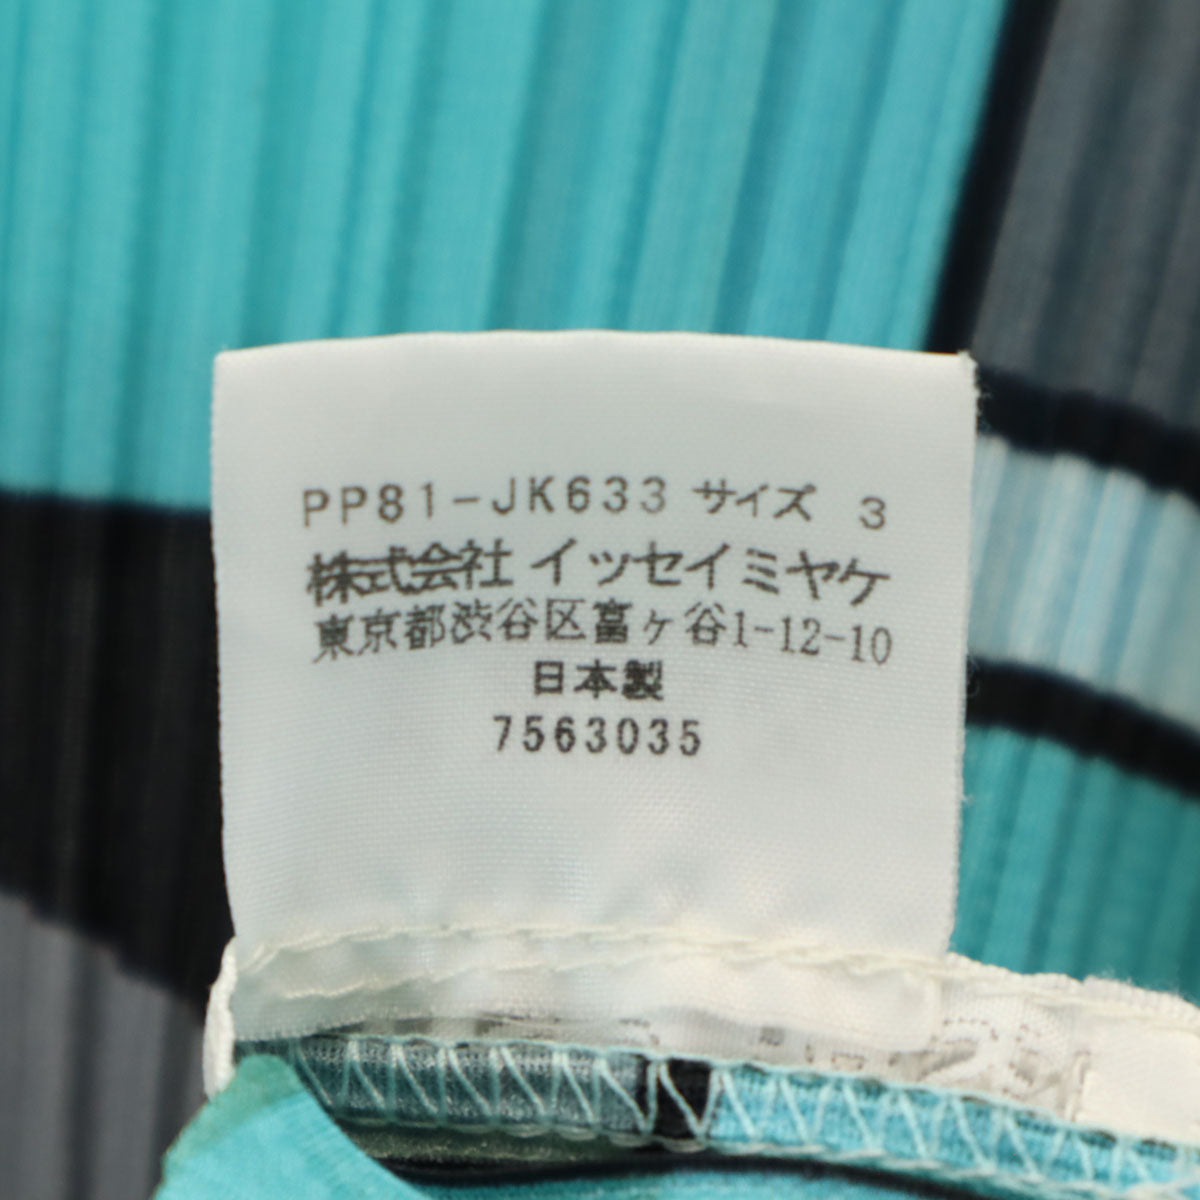 PP81-JK633 サイズ 3
株式会社 イッセイミヤケ
東京都渋谷区富ヶ谷1-12-10
日本製
7563035